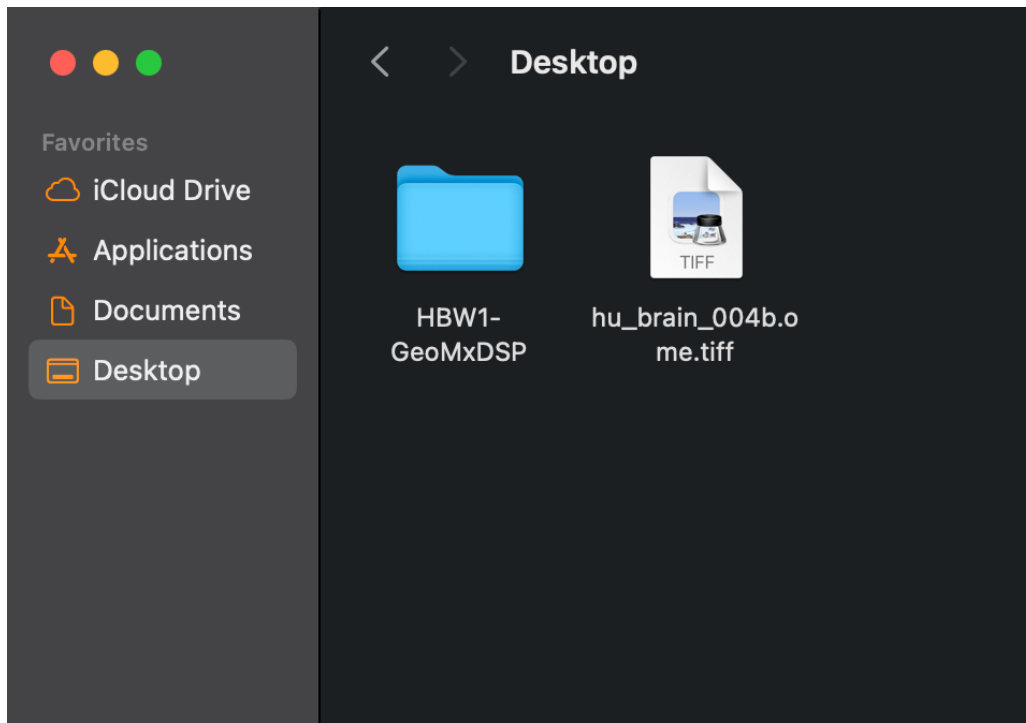 Desktop
Favorites
iCloud Drive
Applications
Documents
Desktop
HBW1-
GeoMxDSP
TIFF
hu_brain_004b.o
me.tiff